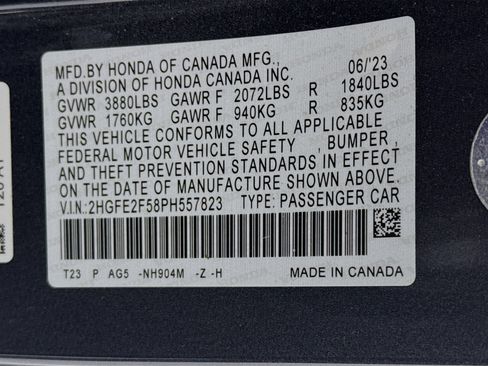 MFD.BY HONDA OF CANADA MFG.,
A DIVISION OF HONDA CANADA INC. 06/'23
GVWR 3880LBS GAWR F 2072LBS R 1840LBS
GVWR 1760KG GAWR F 940KG R 835KG
THIS VEHICLE CONFORMS TO ALL APPLICABLE
FEDERAL MOTOR VEHICLE SAFETY , BUMPER ,
AND THEFT PREVENTION STANDARDS IN EFFECT
ON THE DATE OF MANUFACTURE SHOWN ABOVE.
V.I.N:2HGFE2F58PH557823 TYPE: PASSENGER CAR
T23 P AG5 -NH904M -Z -H MADE IN CANADA